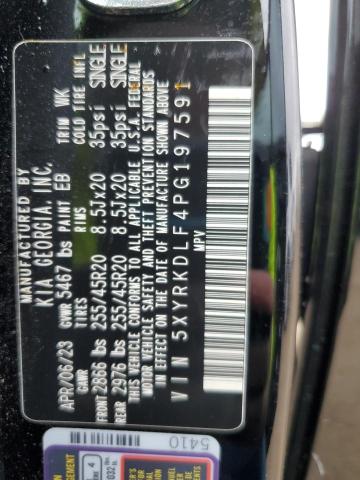 MANUFACTURED BY
KIA GEORGIA, INC.
APR/06/23 GVWR 5467 lbs PAINT EB TRIM WK
GAWR TIRES RIMS COLD TIRE INFL
FRONT 2866 lbs 255/45R20 8.5Jx20 35psi SINGLE
REAR 2976 lbs 255/45R20 8.5Jx20 35psi SINGLE
THIS VEHICLE CONFORMS TO ALL APPLICABLE U.S.A. FEDERAL
MOTOR VEHICLE SAFETY AND THEFT PREVENTION STANDARDS
IN EFFECT ON THE DATE OF MANUFACTURE SHOWN ABOVE
VIN 5XYRKDLF4PG197591
MPV
5410